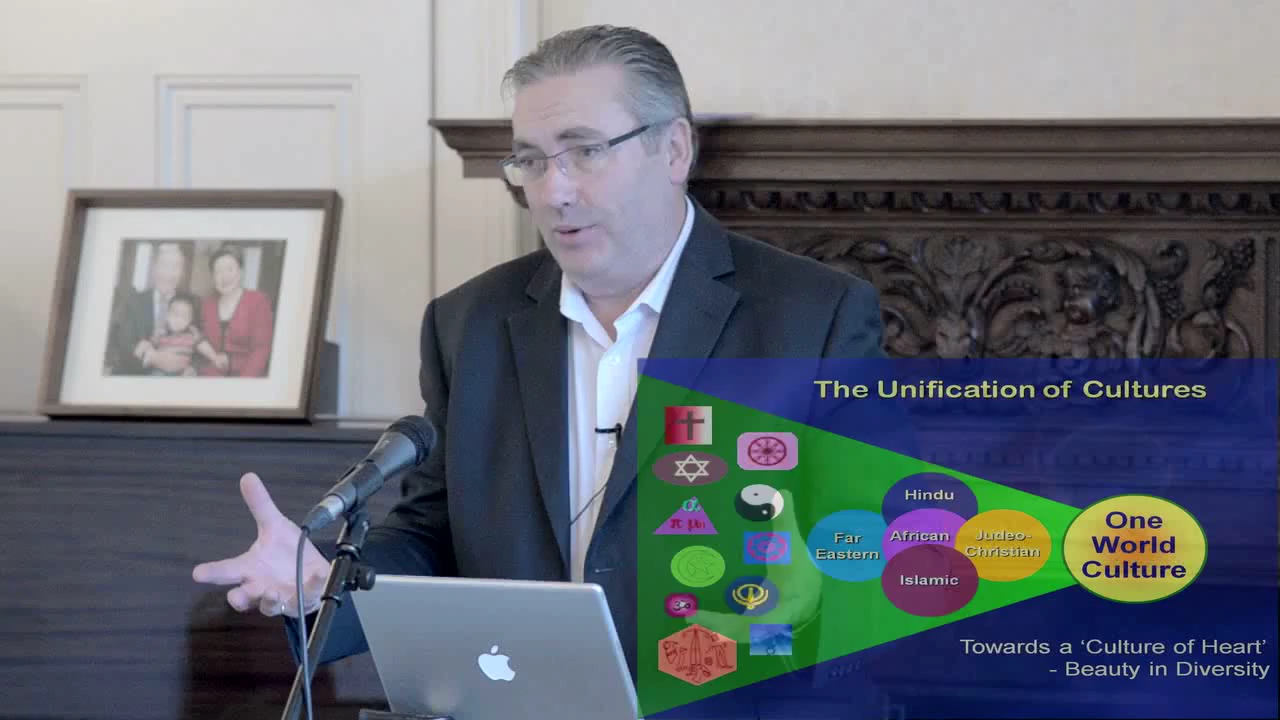 The Unification of Cultures
α
π μ
Hindu
Far
Eastern
African
Judeo-
Christian
Islamic
One
World
Culture
Towards a ‘Culture of Heart’
- Beauty in Diversity